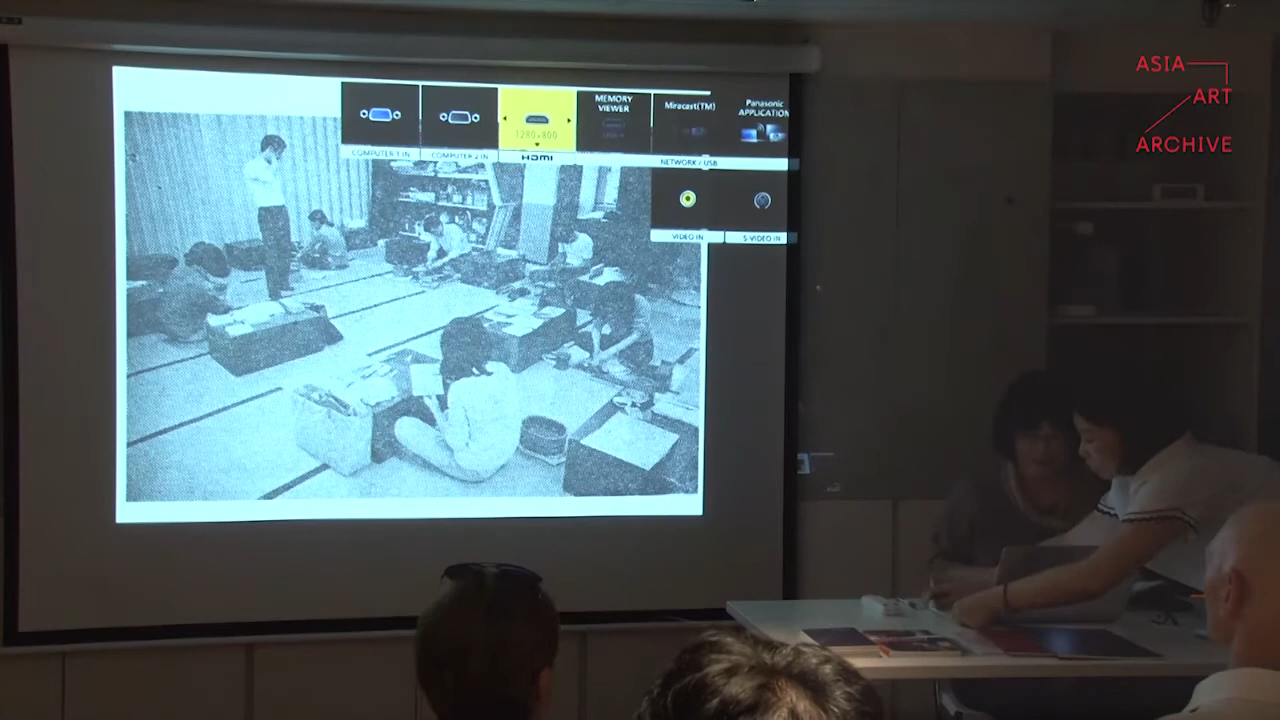 ASIA
ART
ARCHIVE
MEMORY
VIEWER
Miracast(TM)
Panasonic
APPLICATION
1280×800
COMPUTER 1 IN
COMPUTER 2 IN
HDMI
NETWORK / USB
VIDEO IN
S-VIDEO IN